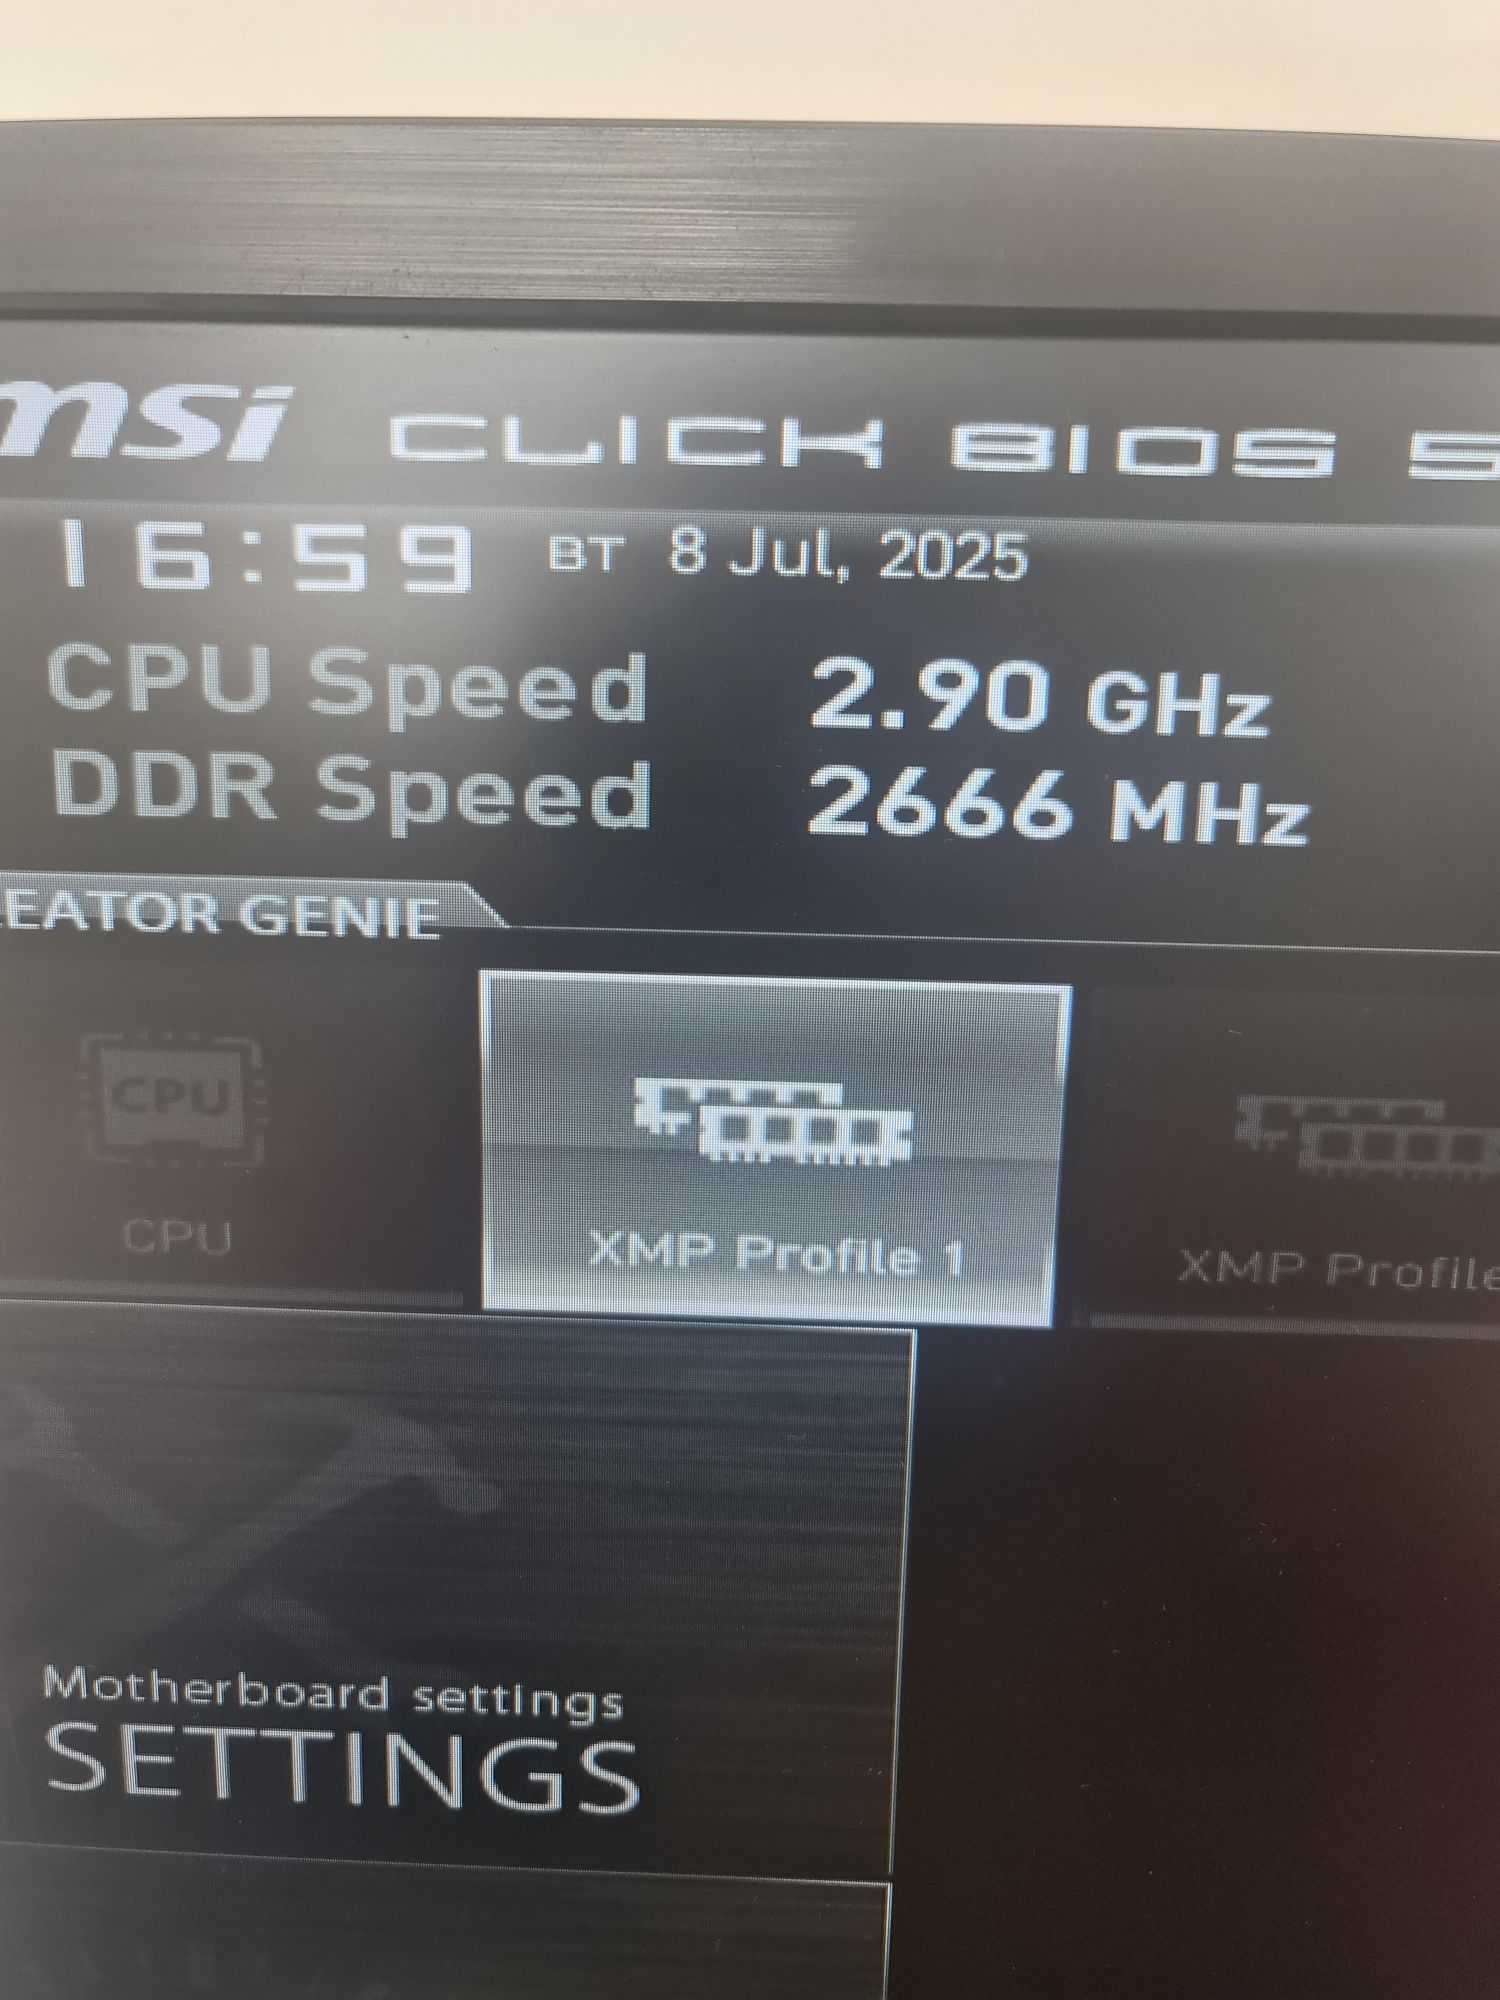 msi CLICK BIOS 5
16:59 BT 8 Jul, 2025
CPU Speed 2.90 GHz
DDR Speed 2666 MHz
GENIE
CPU
CPU XMP Profile 1 XMP Profile
Motherboard settings
SETTINGS